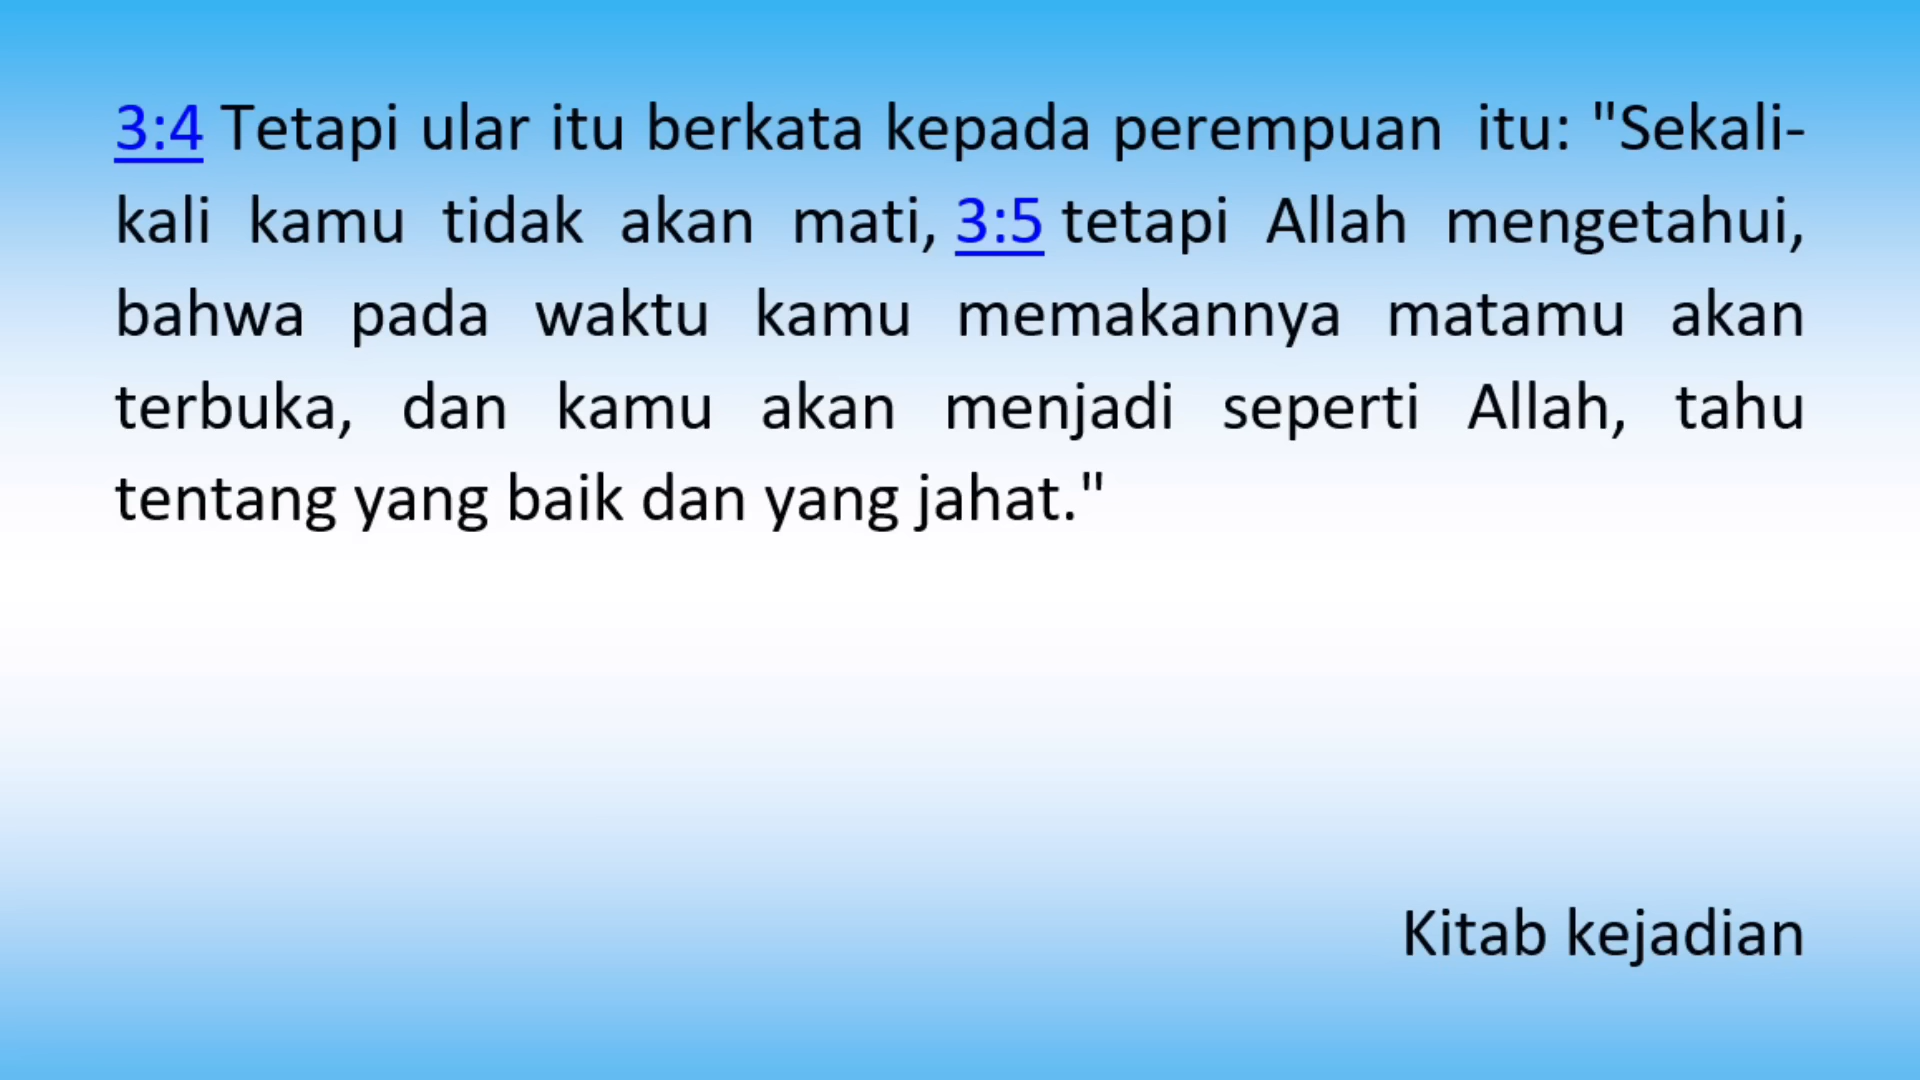 3:4 Tetapi ular itu berkata kepada perempuan itu: "Sekali-
kali kamu tidak akan mati, 3:5 tetapi Allah mengetahui,
bahwa pada waktu kamu memakannya matamu akan
terbuka, dan kamu akan menjadi seperti Allah, tahu
tentang yang baik dan yang jahat."
Kitab kejadian